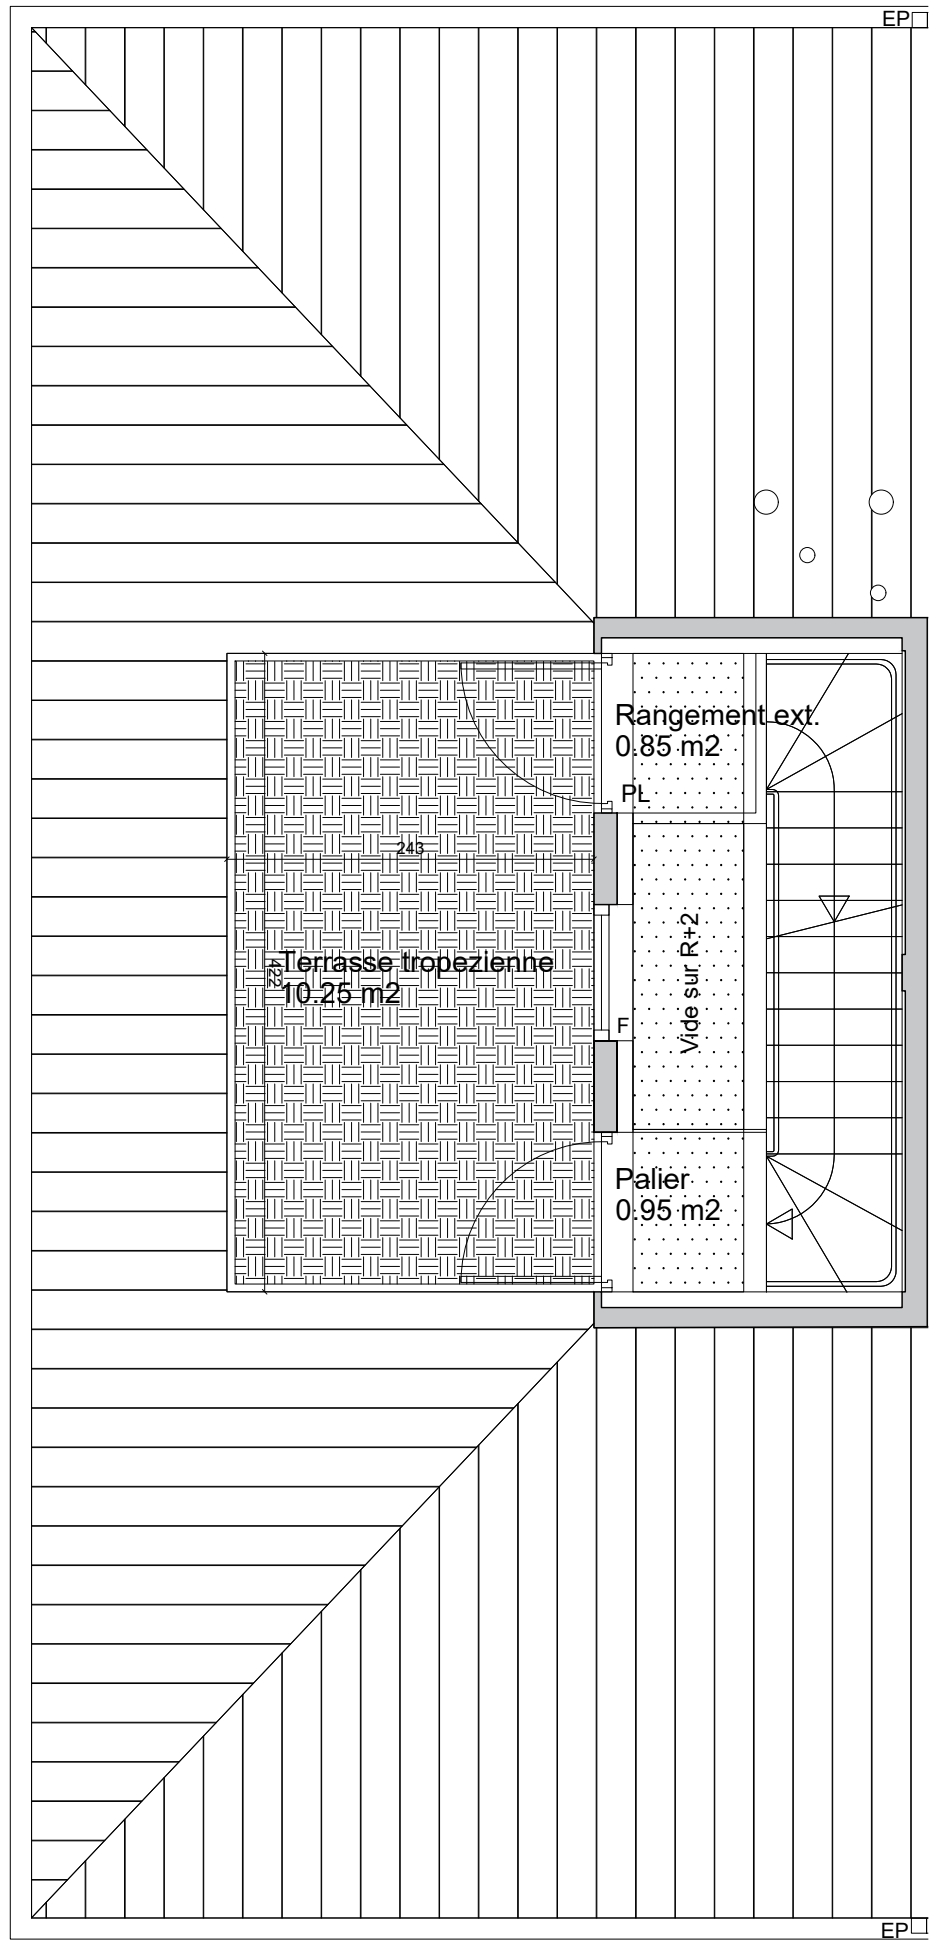 EP
Rangement ext.
0.85 m2
PL
243
Terrasse tropezienne
10.25 m2
422
Vide sur R+2
F
Palier
0.95 m2
EP